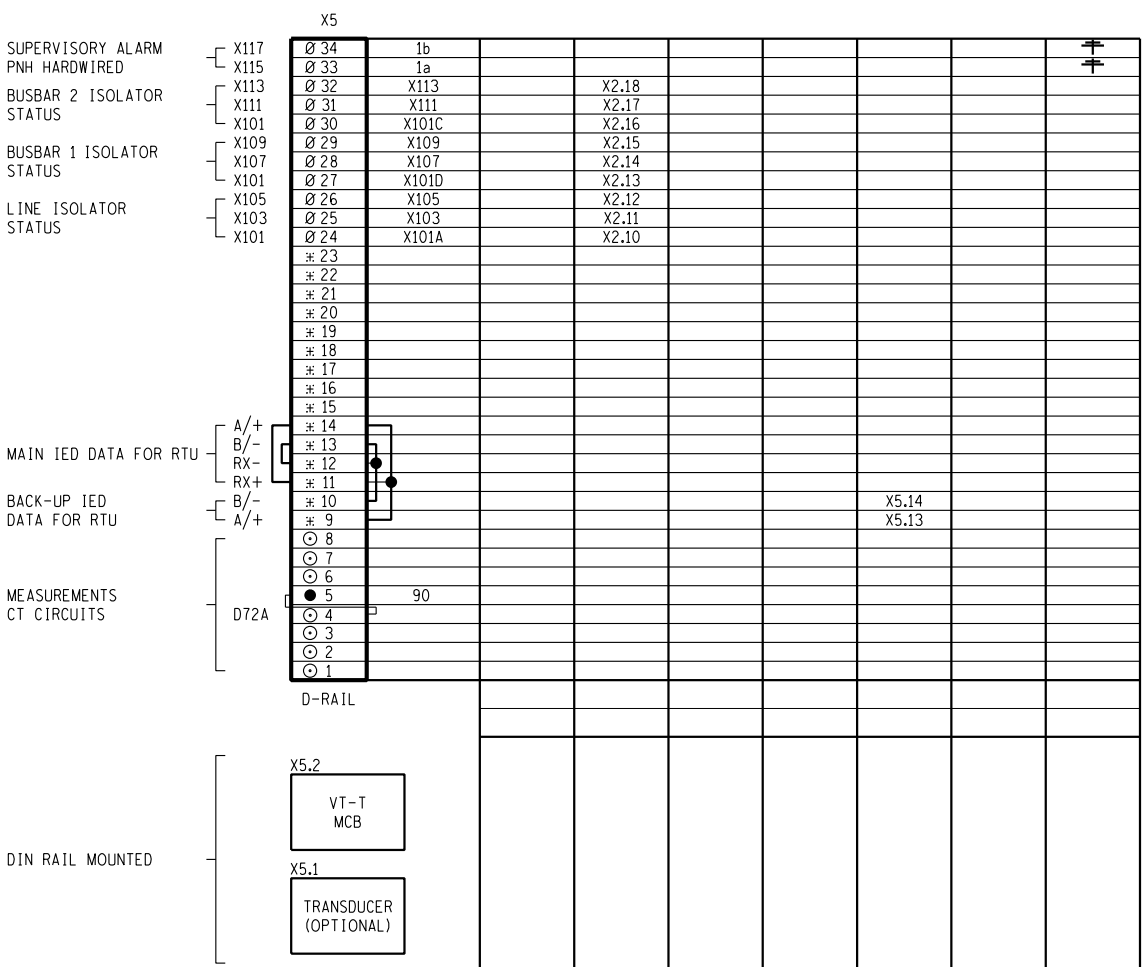 X5
SUPERVISORY ALARM X117 Ø 34 1b
PNH HARDWIRED X115 Ø 33 1a
BUSBAR 2 ISOLATOR X113 Ø 32 X113 X2.18
STATUS X111 Ø 31 X111 X2.17
X101 Ø 30 X101C X2.16
BUSBAR 1 ISOLATOR X109 Ø 29 X109 X2.15
STATUS X107 Ø 28 X107 X2.14
X101 Ø 27 X101D X2.13
LINE ISOLATOR X105 Ø 26 X105 X2.12
STATUS X103 Ø 25 X103 X2.11
X101 Ø 24 X101A X2.10
ж 23
ж 22
ж 21
ж 20
ж 19
ж 18
ж 17
ж 16
ж 15
A/+ ж 14
B/- ж 13
MAIN IED DATA FOR RTU RX- ж 12
RX+ ж 11
BACK-UP IED B/- ж 10 X5.14
DATA FOR RTU A/+ ж 9 X5.13
⊙ 8
⊙ 7
⊙ 6
MEASUREMENTS ● 5 90
CT CIRCUITS D72A ⊙ 4
⊙ 3
⊙ 2
⊙ 1
D-RAIL
X5.2
VT-T
MCB
DIN RAIL MOUNTED
X5.1
TRANSDUCER
(OPTIONAL)